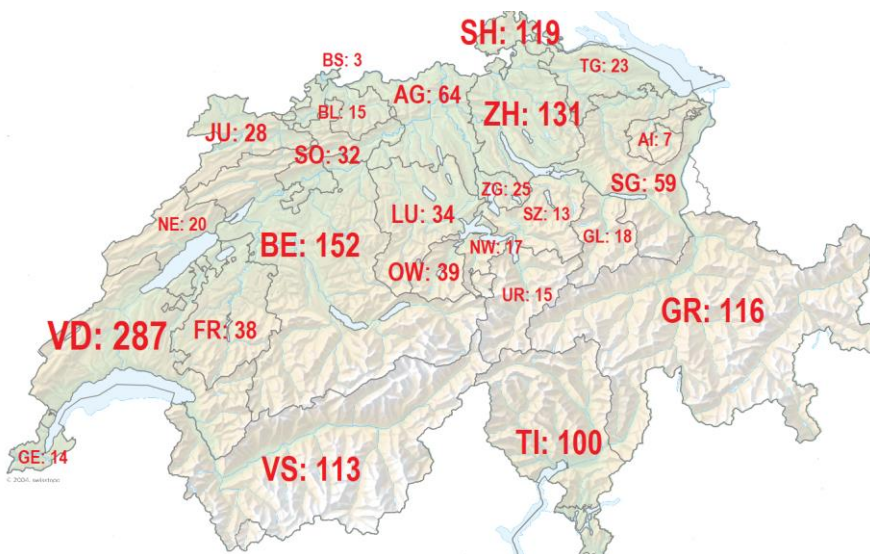 SH: 119
BS: 3
TG: 23
AG: 64
ZH: 131
BL: 15
JU: 28
AI: 7
SO: 32
ZG: 25
SG: 59
LU: 34
SZ: 13
NE: 20
GL: 18
BE: 152
NW: 17
OW: 39
UR: 15
GR: 116
VD: 287
FR: 38
TI: 100
GE: 14
VS: 113